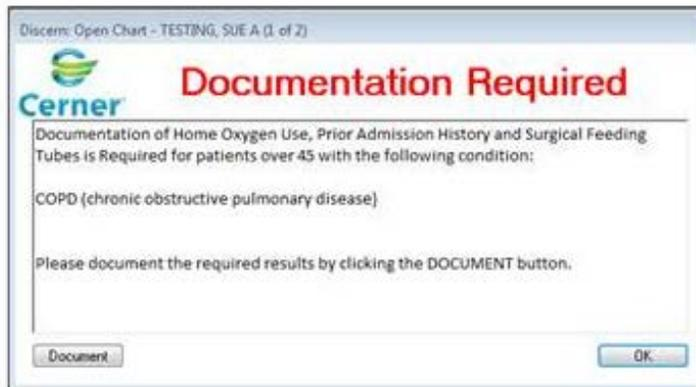 Discern: Open Chart - TESTING, SUE A (1 of 2)
Cerner
Documentation Required
Documentation of Home Oxygen Use, Prior Admission History and Surgical Feeding
Tubes is Required for patients over 45 with the following condition:
COPD (chronic obstructive pulmonary disease)
Please document the required results by clicking the DOCUMENT button.
Document
OK